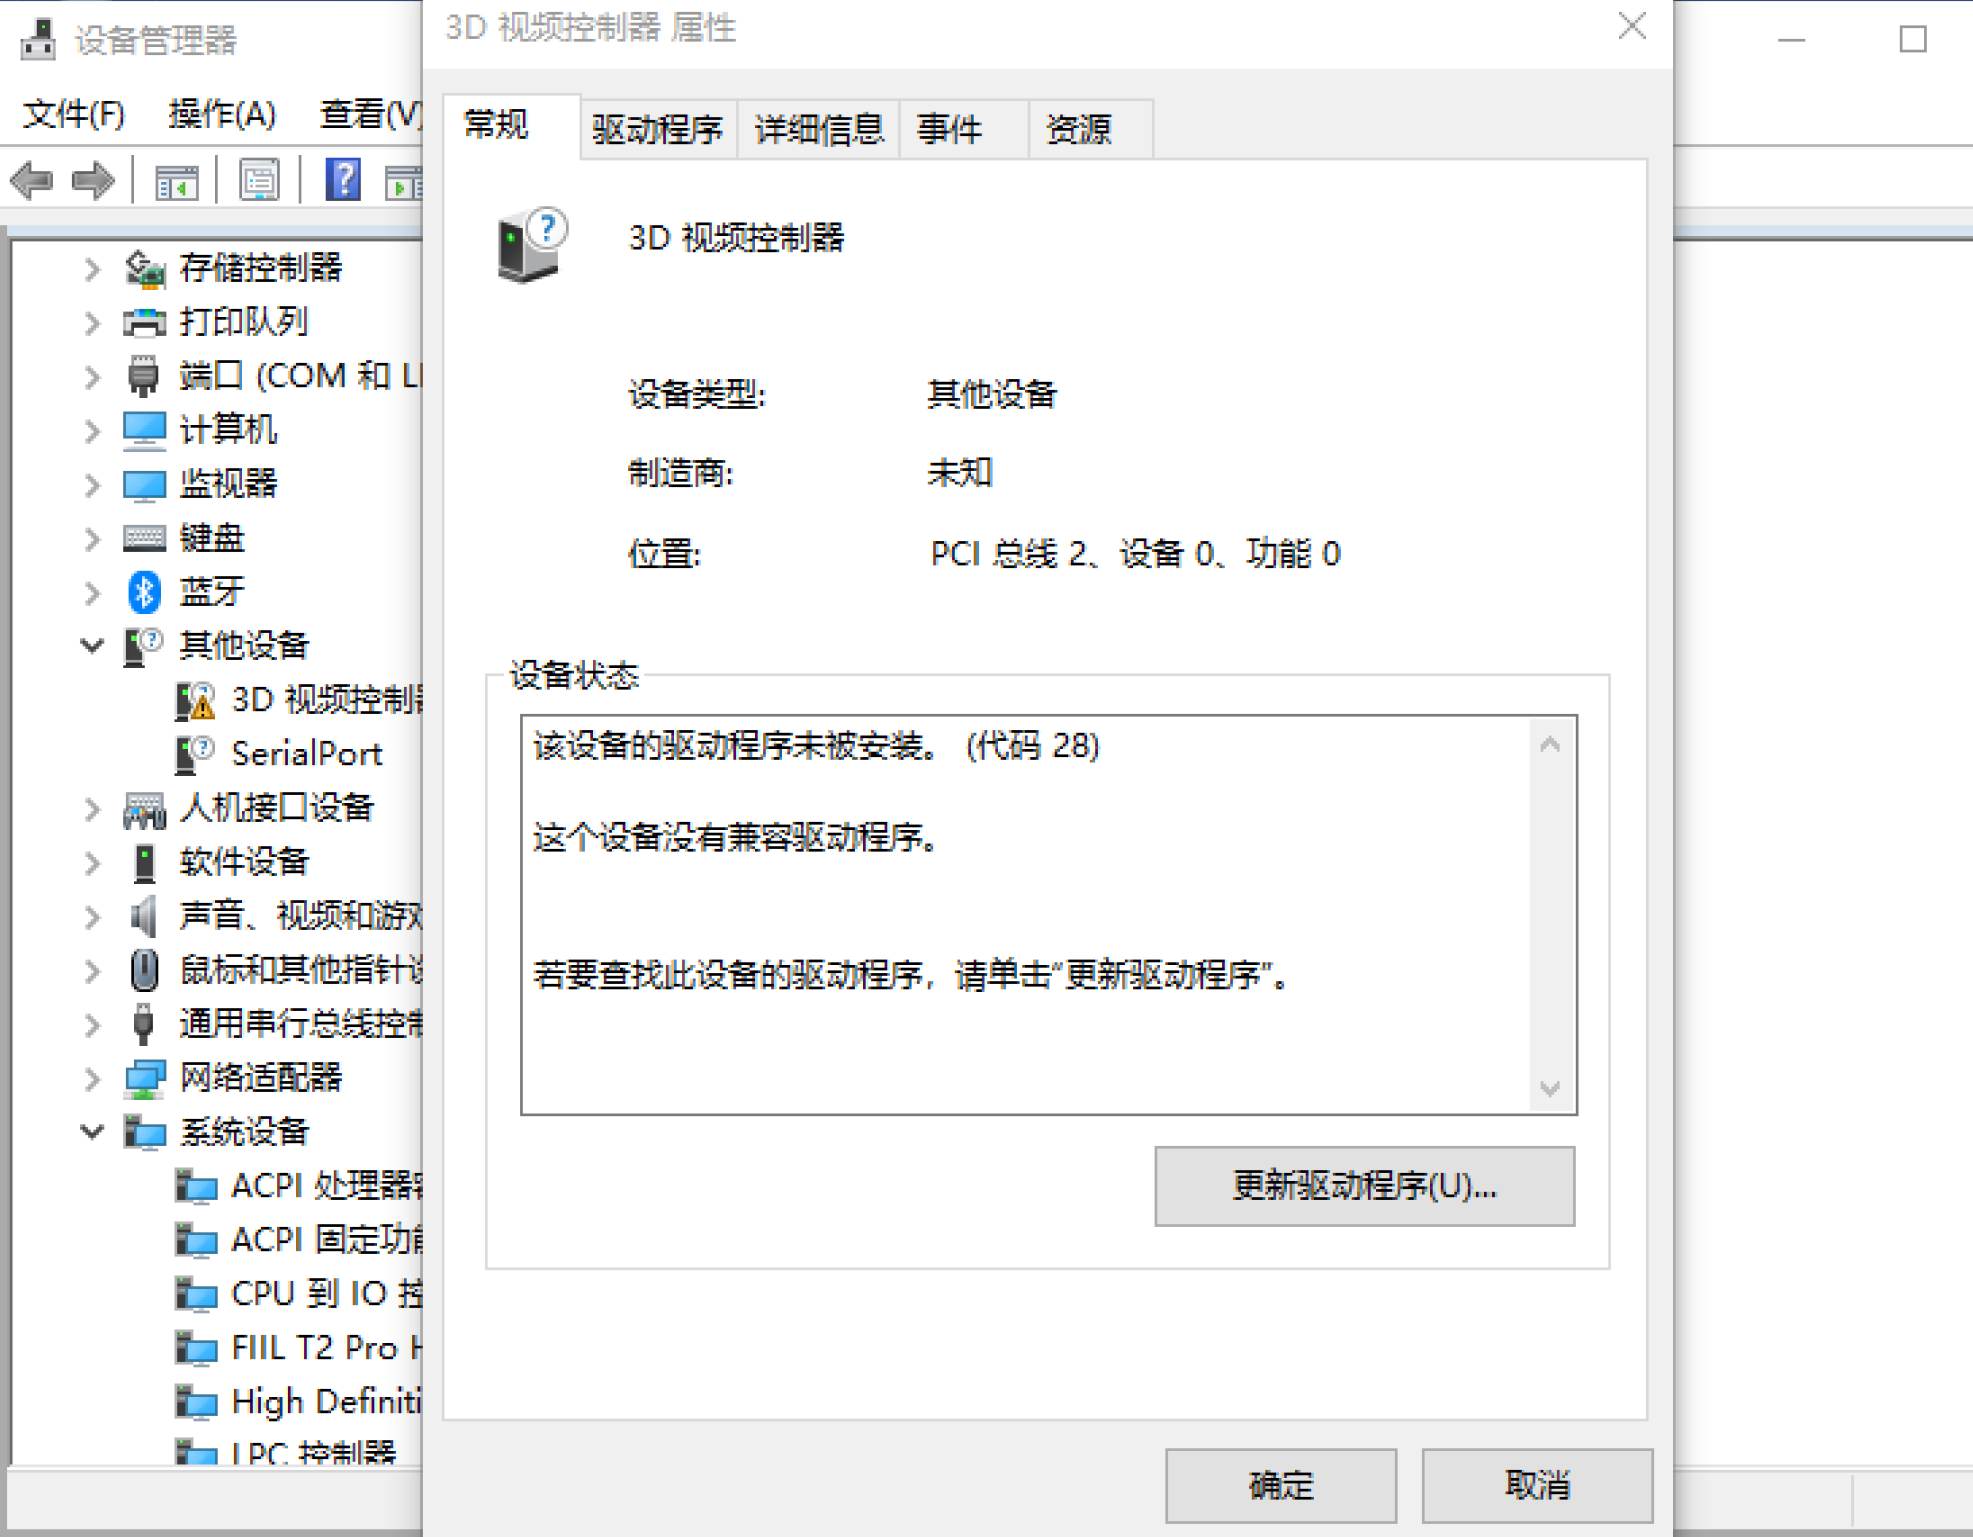 设备管理器
文件(F) 操作(A) 查看(V)
存储控制器
打印队列
端口 (COM 和 L
计算机
监视器
键盘
蓝牙
其他设备
3D 视频控制器
SerialPort
人机接口设备
软件设备
声音、视频和游戏
鼠标和其他指针设
通用串行总线控制
网络适配器
系统设备
ACPI 处理器容
ACPI 固定功能
CPU 到 IO 控
FIIL T2 Pro H
High Definiti
LPC 控制器
3D 视频控制器 属性
常规 驱动程序 详细信息 事件 资源
3D 视频控制器
设备类型: 其他设备
制造商: 未知
位置: PCI 总线 2、设备 0、功能 0
设备状态
该设备的驱动程序未被安装。 (代码 28)
这个设备没有兼容驱动程序。
若要查找此设备的驱动程序，请单击“更新驱动程序”。
更新驱动程序(U)...
确定 取消